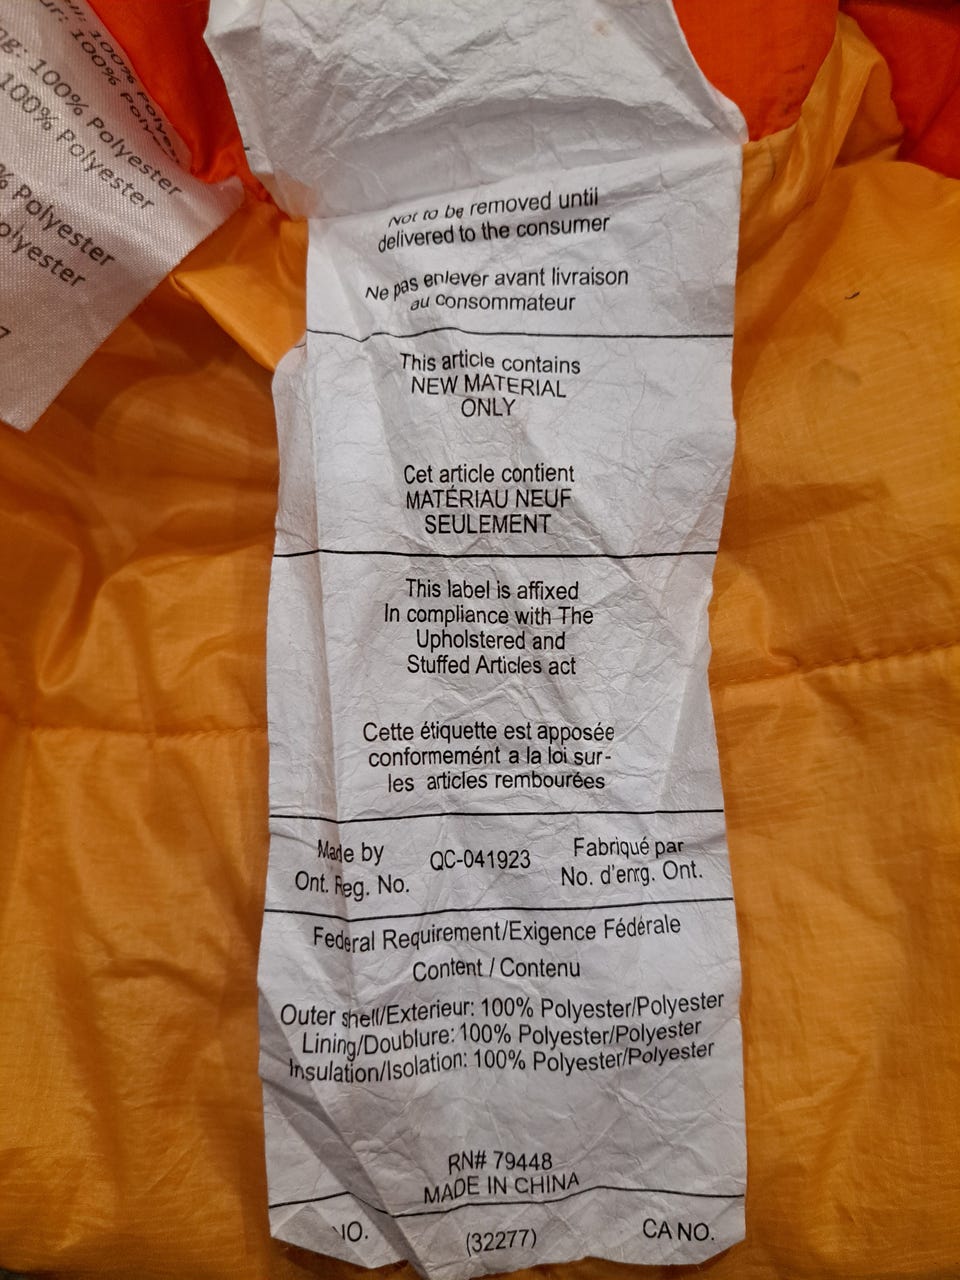 100%
100% Polyes
100% Polyester
100% Polyester
% Polyester
olyester
Not to be removed until
delivered to the consumer
Ne pas enlever avant livraison
au consommateur
This article contains
NEW MATERIAL
ONLY
Cet article contient
MATÉRIAU NEUF
SEULEMENT
This label is affixed
In compliance with The
Upholstered and
Stuffed Articles act
Cette étiquette est apposée
conformemént a la loi sur-
les articles rembourées
Made by QC-041923 Fabriqué par
Ont. Reg. No. No. d'enrg. Ont.
Federal Requirement/Exigence Fédérale
Content / Contenu
Outer shell/Exterieur: 100% Polyester/Polyester
Lining/Doublure: 100% Polyester/Polyester
Insulation/Isolation: 100% Polyester/Polyester
RN# 79448
MADE IN CHINA
NO. (32277) CA NO.